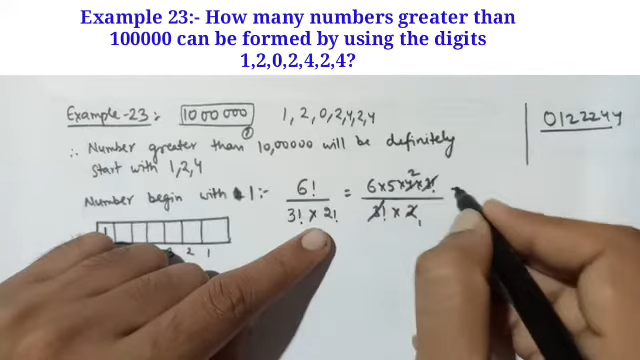 Example 23:- How many numbers greater than
100000 can be formed by using the digits
1,2,0,2,4,2,4?
Example-23: 1000000 1, 2, 0, 2, 4, 2, 4 0122244
∴ Number greater than 10,00000 will be definitely
start with 1, 2, 4
Number begin with 1:- 6! / 3! × 2! = 6×5×4×3! / 3! × 2
1
2 1